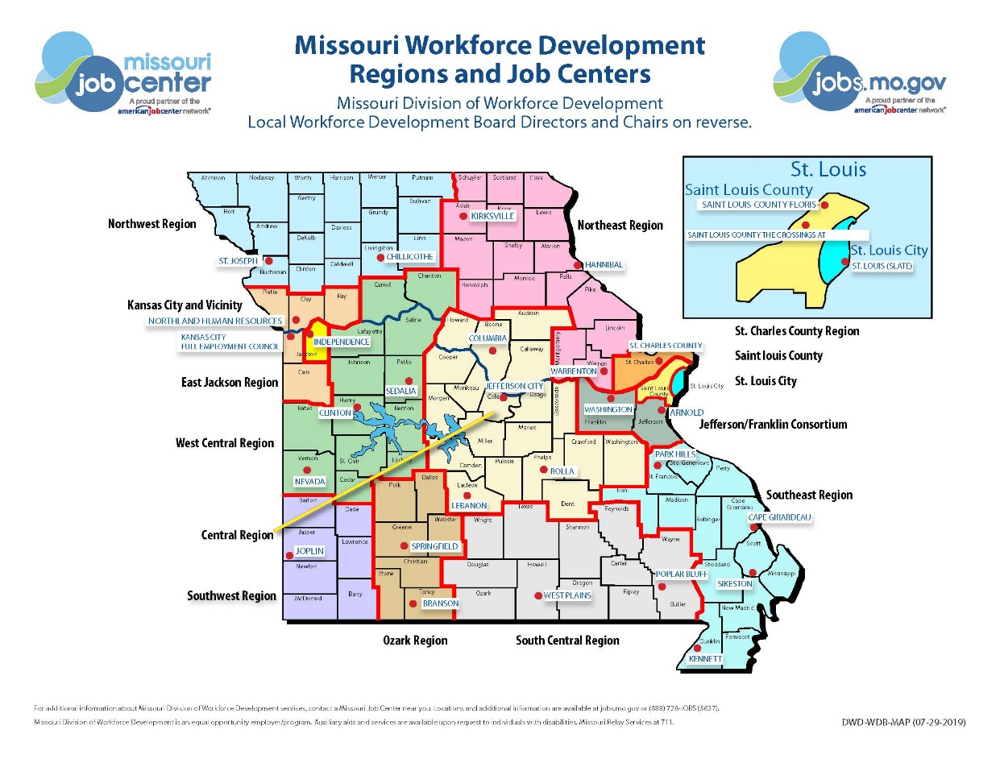 missouri
job center
A proud partner of the
americanjobcenter network
Missouri Workforce Development
Regions and Job Centers
Missouri Division of Workforce Development
Local Workforce Development Board Directors and Chairs on reverse.
jobs.mo.gov
A proud partner of the
americanjobcenter network
St. Louis
Saint Louis County
SAINT LOUIS COUNTY FLORIS
SAINT LOUIS COUNTY THE CROSSINGS AT
St. Louis City
ST. LOUIS (SLATE)
Atchison
Nodaway
Worth
Harrison
Mercer
Putnam
Schuyler
Scotland
Clark
Gentry
Sullivan
Adair
Knox
Holt
Andrew
Grundy
KIRKSVILLE
Lewis
Northwest Region
Northeast Region
DeKalb
Daviess
Linn
Macon
Livingston
Shelby
Marion
ST. JOSEPH
CHILLICOTHE
HANNIBAL
Buchanan
Clinton
Caldwell
Chariton
Monroe
Ralls
Platte
Clay
Ray
Carroll
Randolph
Pike
Kansas City and Vicinity
NORTHLAND HUMAN RESOURCES
Saline
Howard
Boone
Audrain
Lincoln
St. Charles County Region
KANSAS CITY
FULL EMPLOYMENT COUNCIL
INDEPENDENCE
Lafayette
COLUMBIA
Callaway
Montgomery
ST. CHARLES COUNTY
Jackson
Johnson
Pettis
Cooper
Warren
St. Charles
Saint louis County
WARRENTON
East Jackson Region
Cass
SEDALIA
Moniteau
JEFFERSON CITY
Cole
Osage
Gasconade
Saint Louis
County
St. Louis City
St. Louis City
Henry
Morgan
CLINTON
Bates
Benton
WASHINGTON
Franklin
Jefferson
ARNOLD
Jefferson/Franklin Consortium
West Central Region
Miller
Maries
Crawford
Washington
Vernon
St. Clair
Camden
Pulaski
Phelps
PARK HILLS
Ste. Genevieve
St. Francois
Perry
NEVADA
Cedar
Polk
Dallas
Laclede
ROLLA
LEBANON
Iron
Southeast Region
Barton
Dade
Webster
Wright
Texas
Dent
Reynolds
Madison
Bollinger
Cape
Girardeau
CAPE GIRARDEAU
Central Region
Jasper
Greene
Shannon
Wayne
Scott
JOPLIN
Lawrence
SPRINGFIELD
Newton
Christian
Stone
Douglas
Howell
Carter
Stoddard
Mississippi
Southwest Region
McDonald
Barry
Taney
BRANSON
Ozark
WEST PLAINS
Oregon
Ripley
POPLAR BLUFF
Butler
SIKESTON
New Madrid
Pemiscot
Dunklin
KENNETT
Ozark Region
South Central Region
For additional information about Missouri Division of Workforce Development services, contact a Missouri Job Center near you. Locations and additional information are available at jobs.mo.gov or (888) 728-JOBS (5627).
Missouri Division of Workforce Development is an equal opportunity employer/program. Auxiliary aids and services are available upon request to individuals with disabilities. Missouri Relay Services at 711.
DWD-WDB-MAP (07-29-2019)